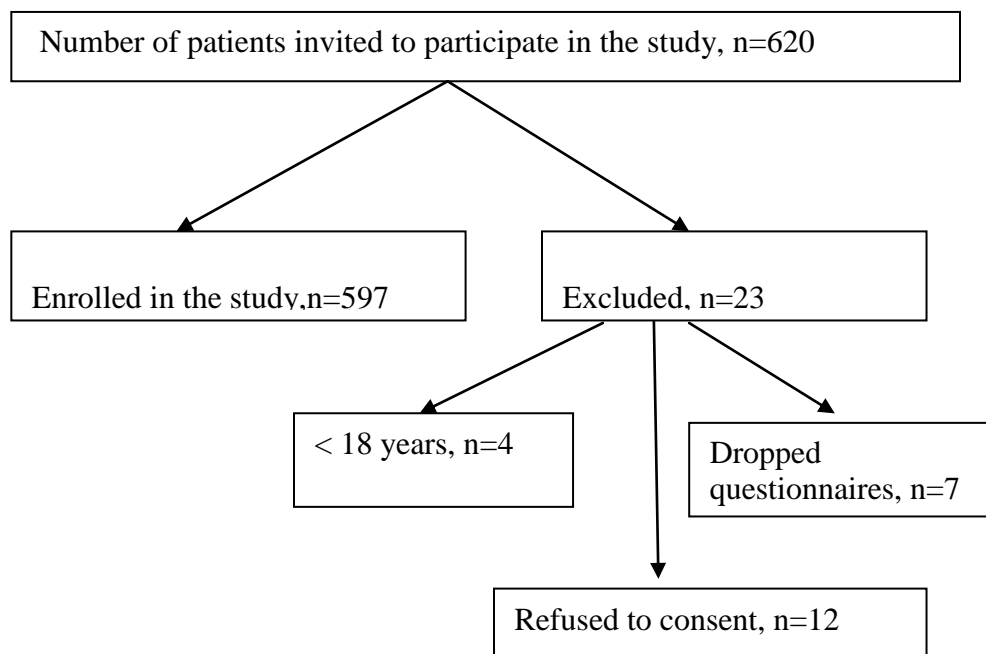 Number of patients invited to participate in the study, n=620
Enrolled in the study,n=597
Excluded, n=23
< 18 years, n=4
Dropped
questionnaires, n=7
Refused to consent, n=12